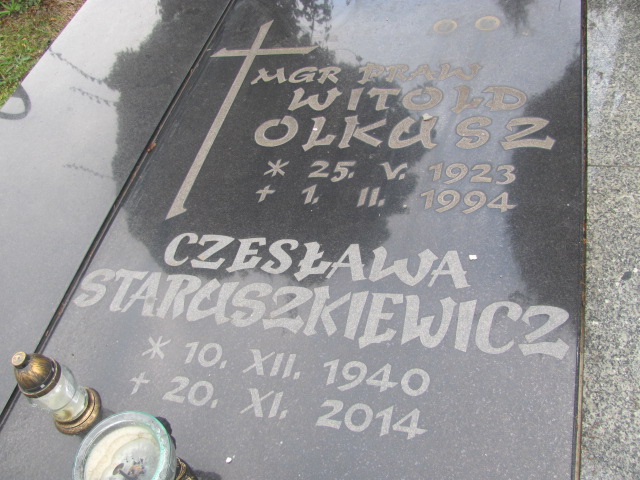 MGR PRAW
WITOLD
OLKUSZ
* 25. V. 1923
+ 1. II. 1994
CZESŁAWA
STARUSZKIEWICZ
* 10. XII. 1940
+ 20. XI. 2014